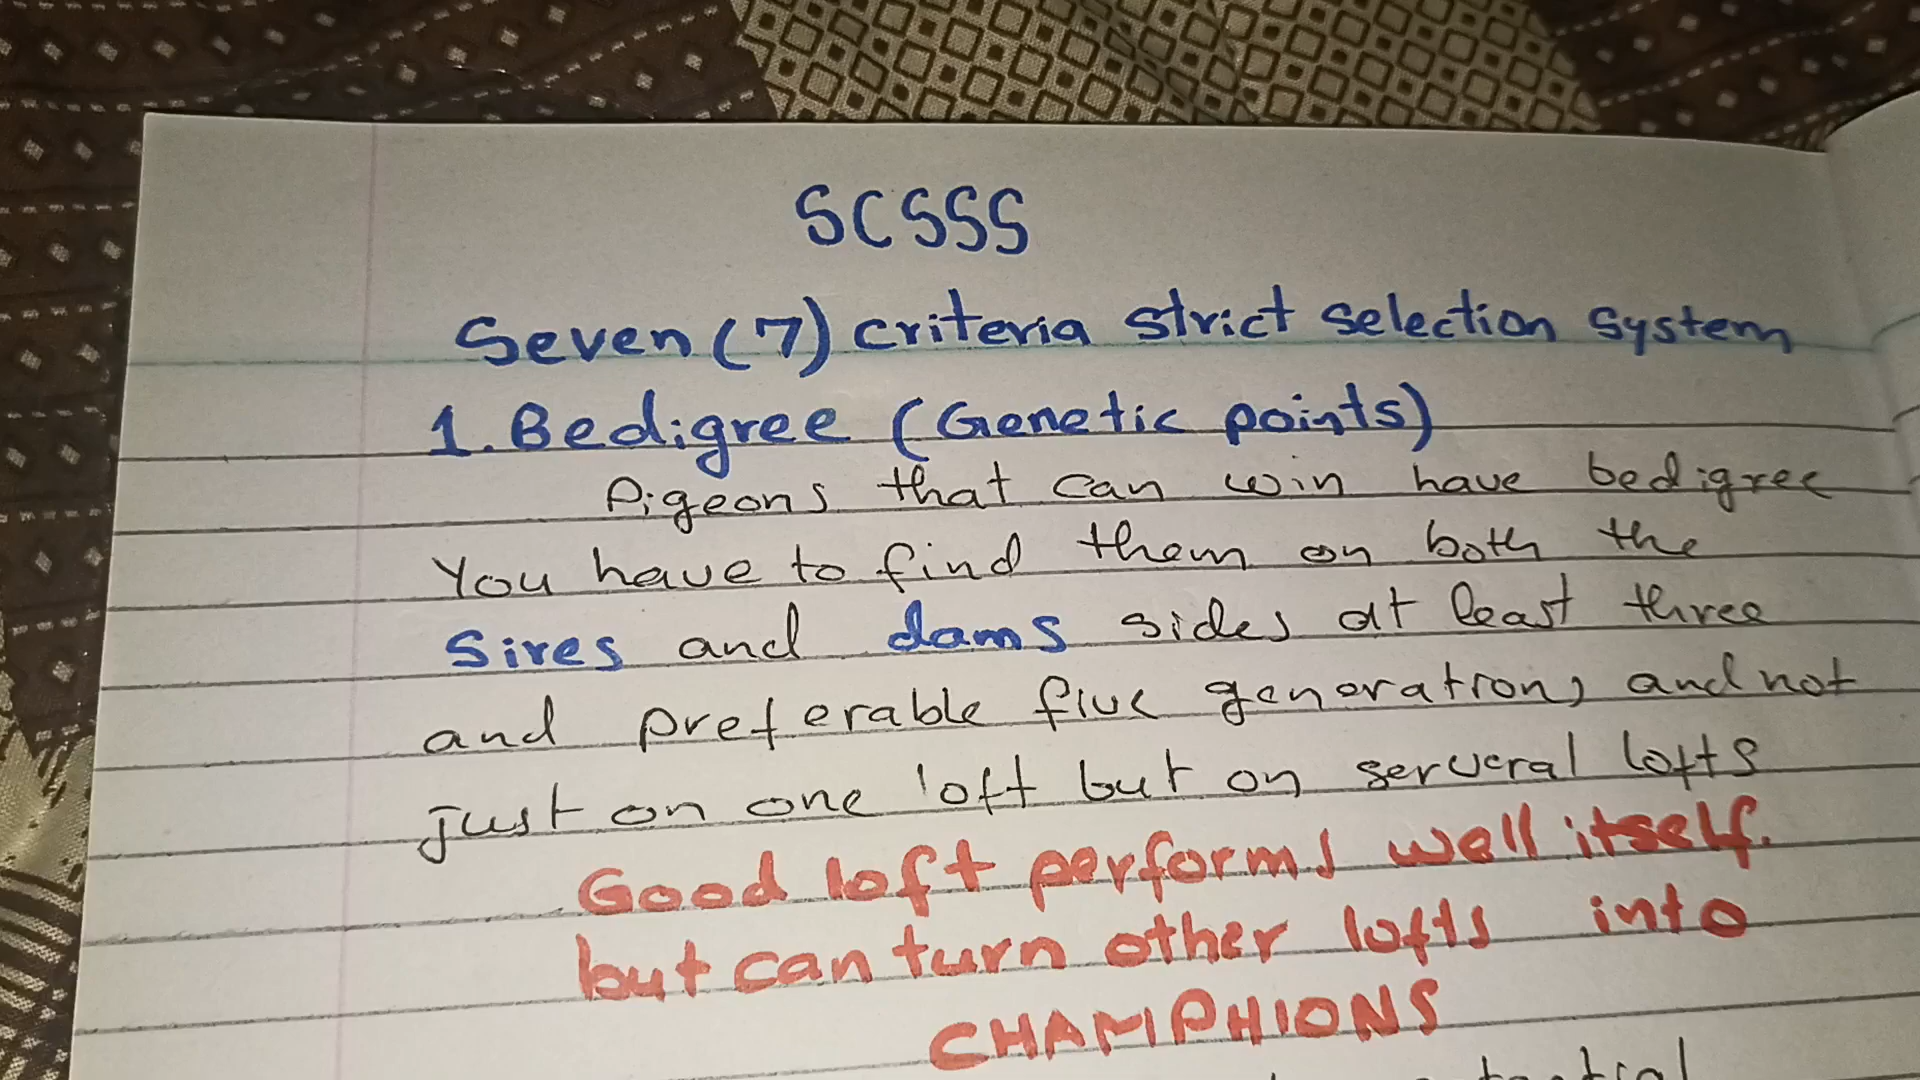 SCSSS
Seven (7) criteria strict selection system
1. Bedigree (Genetic points)
Pigeons that can win have bedigree
You have to find them on both the
Sires and dams sides at least three
and preferable five generations and not
just on one loft but on serveral lofts
Good loft performs well itself.
but can turn other lofts into
CHAMPHIONS